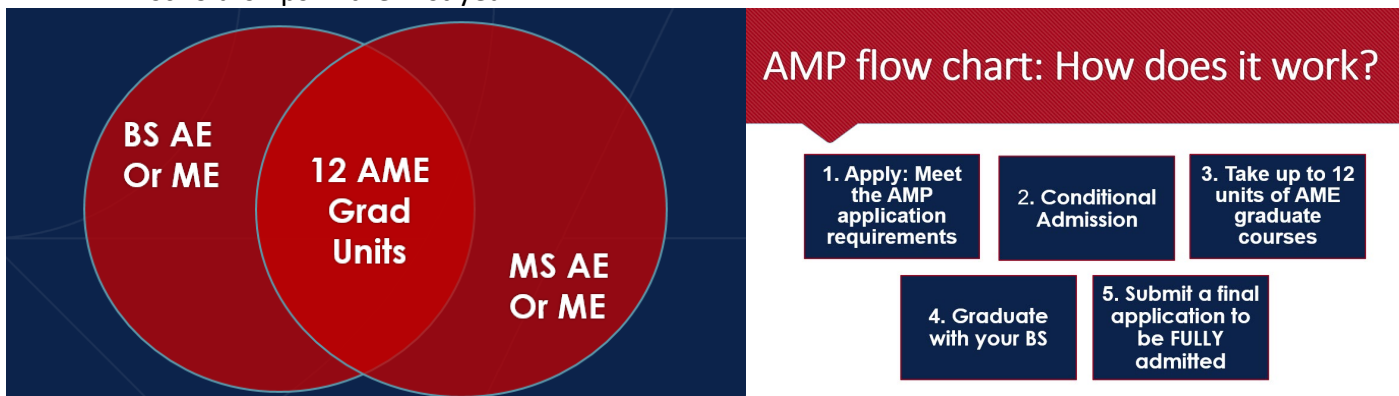 BS AE
Or ME
12 AME
Grad
Units
MS AE
Or ME
AMP flow chart: How does it work?
1. Apply: Meet
the AMP
application
requirements
2. Conditional
Admission
3. Take up to 12
units of AME
graduate
courses
4. Graduate
with your BS
5. Submit a final
application to
be FULLY
admitted